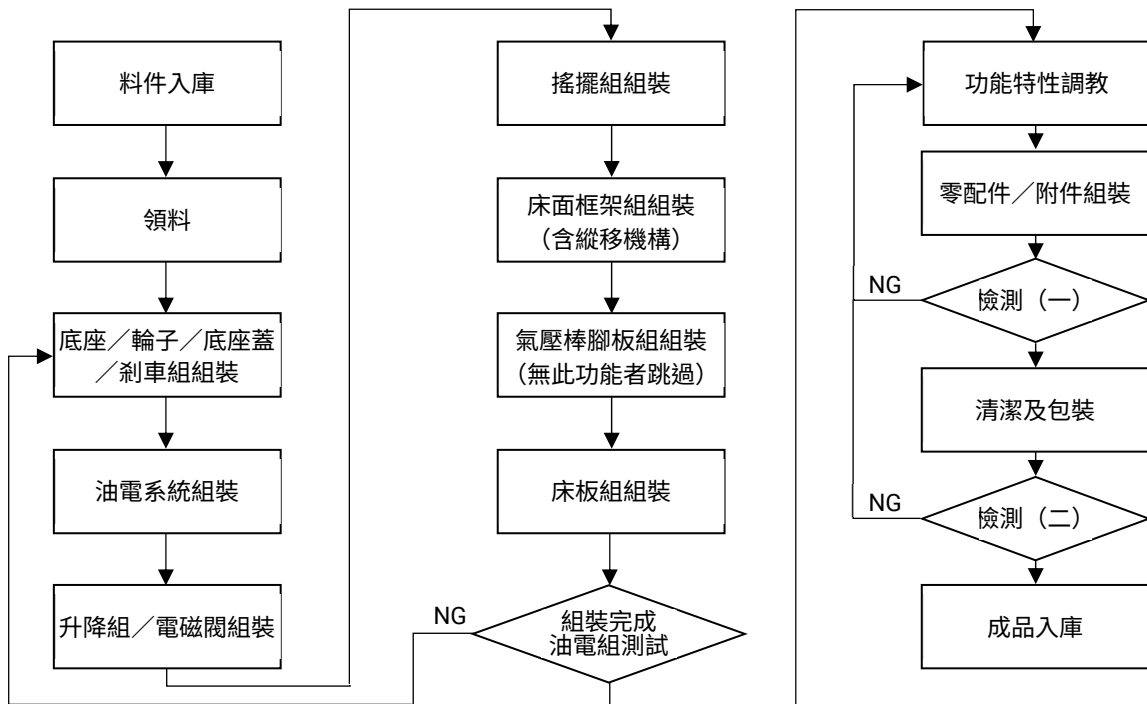 料件入庫
領料
底座／輪子／底座蓋
／剎車組組裝
油電系統組裝
升降組／電磁閥組裝
搖擺組組裝
床面框架組組裝
（含縱移機構）
氣壓棒腳板組組裝
（無此功能者跳過）
床板組組裝
NG
組裝完成
油電組測試
功能特性調教
零配件／附件組裝
NG
檢測（一）
清潔及包裝
NG
檢測（二）
成品入庫